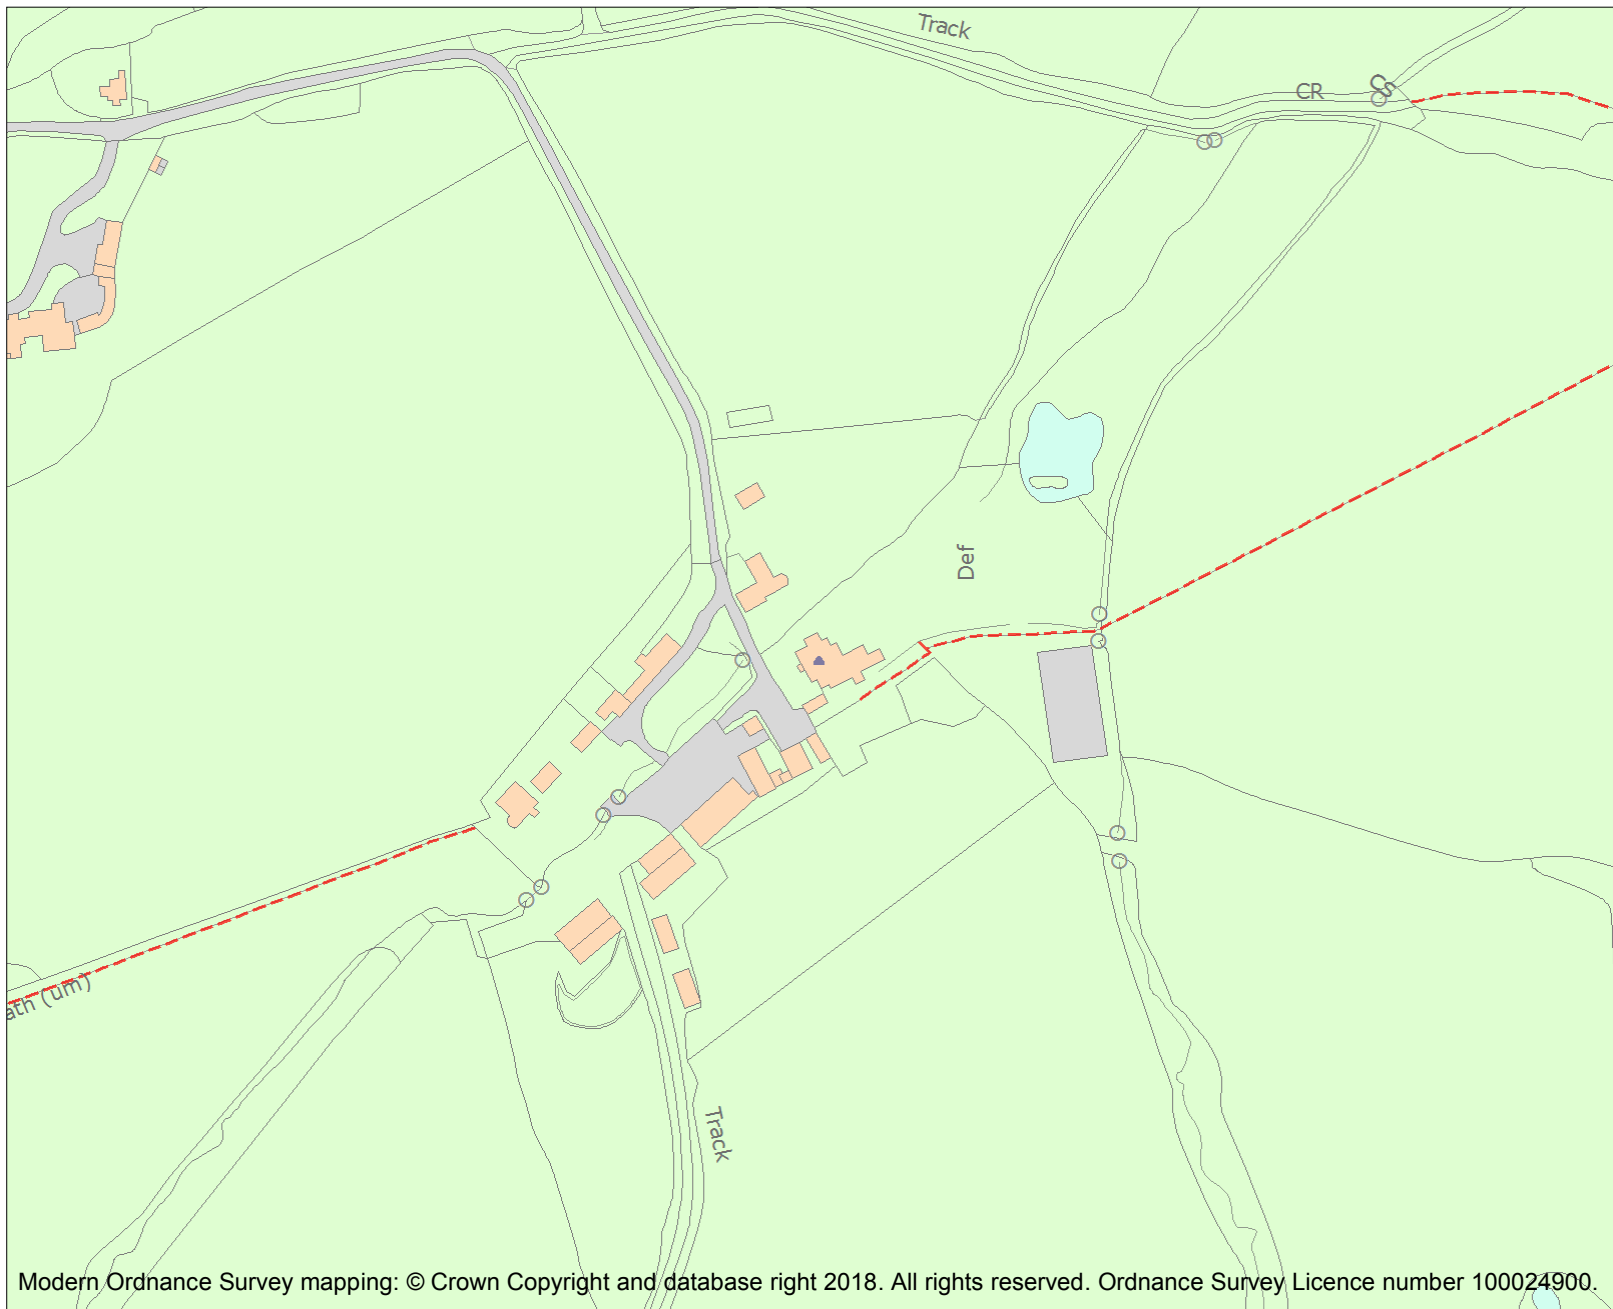 Track
CR
CS
Def
ath (um)
Track
Modern Ordnance Survey mapping: © Crown Copyright and database right 2018. All rights reserved. Ordnance Survey Licence number 100024900.